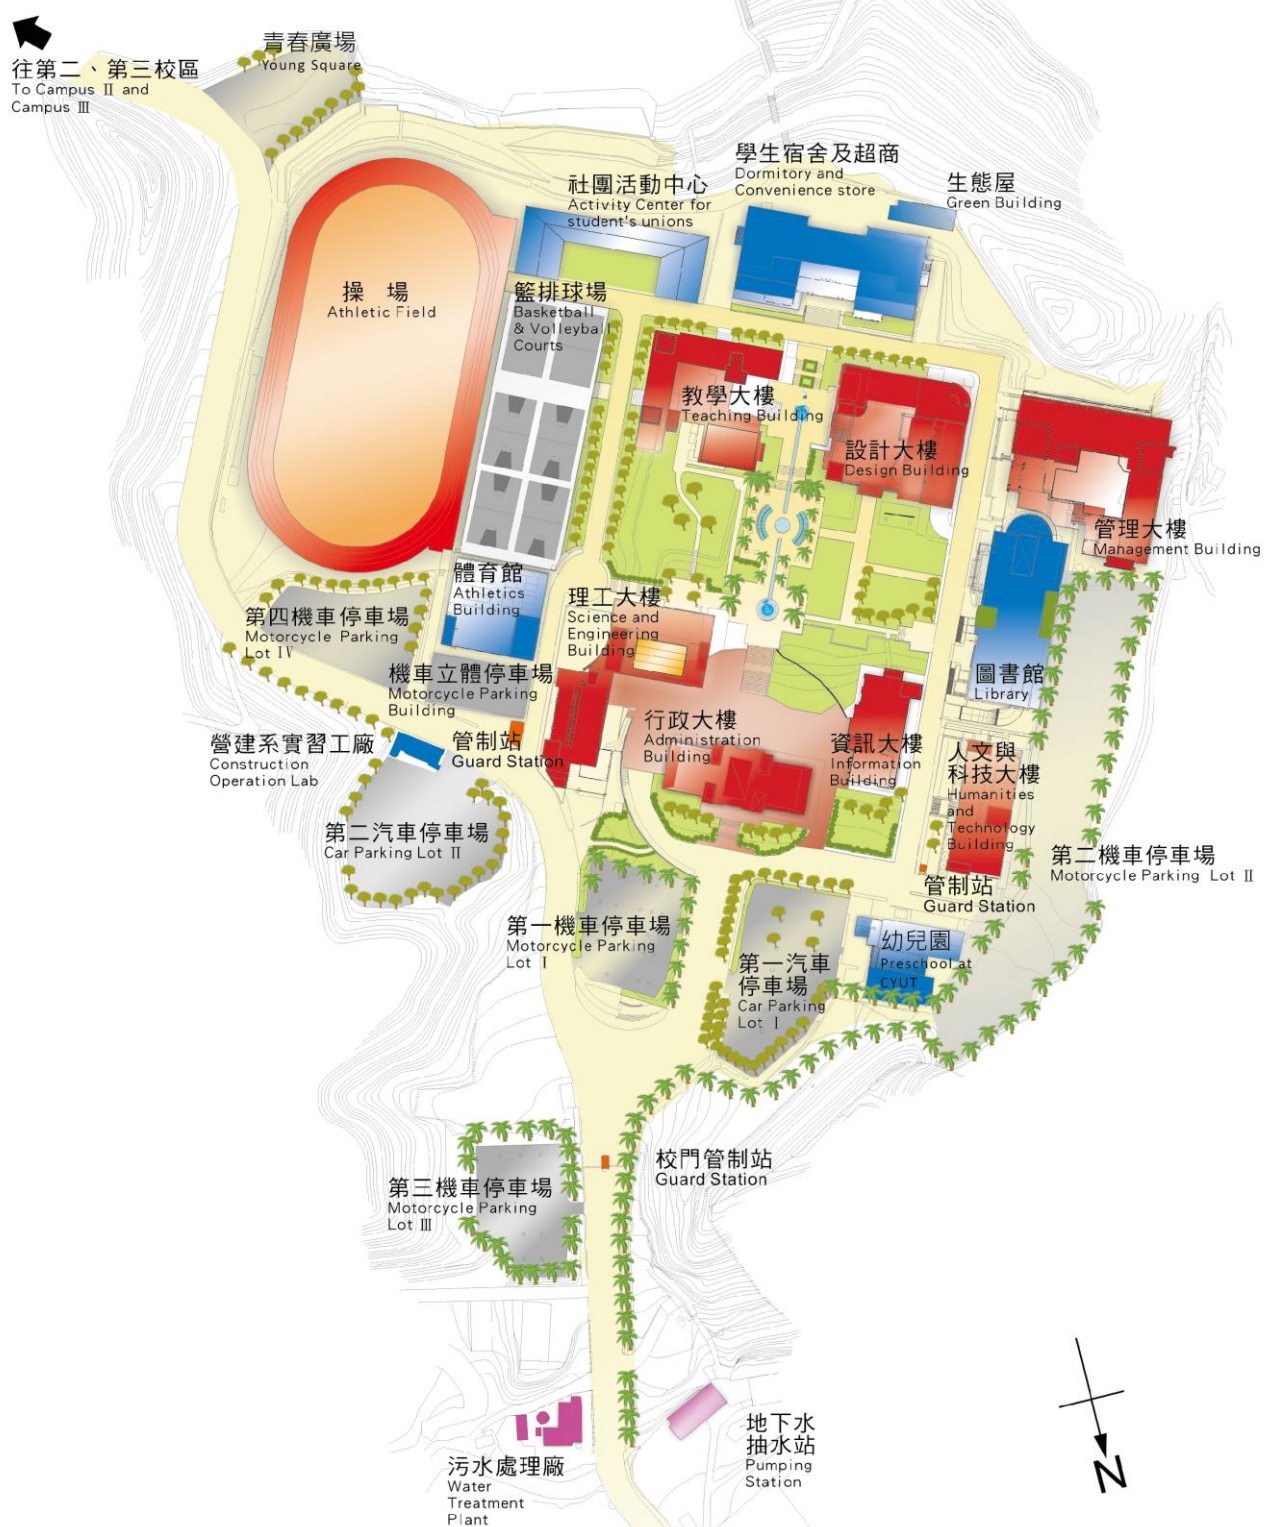 青春廣場
Young Square
往第二、第三校區
To Campus Ⅱ and
Campus Ⅲ
學生宿舍及超商
Dormitory and
Convenience store
生態屋
Green Building
社團活動中心
Activity Center for
student's unions
操 場
Athletic Field
籃排球場
Basketball
& Volleyball
Courts
教學大樓
Teaching Building
設計大樓
Design Building
管理大樓
Management Building
體育館
Athletics
Building
理工大樓
Science and
Engineering
Building
第四機車停車場
Motorcycle Parking
Lot Ⅳ
機車立體停車場
Motorcycle Parking
Building
圖書館
Library
行政大樓
Administration
Building
資訊大樓
Information
Building
營建系實習工廠
Construction
Operation Lab
管制站
Guard Station
人文與
科技大樓
Humanities
and
Technology
Building
第二汽車停車場
Car Parking Lot Ⅱ
第二機車停車場
Motorcycle Parking Lot Ⅱ
管制站
Guard Station
第一機車停車場
Motorcycle Parking
Lot Ⅰ
幼兒園
Preschool at
CYUT
第一汽車
停車場
Car Parking
Lot Ⅰ
校門管制站
Guard Station
第三機車停車場
Motorcycle Parking
Lot Ⅲ
地下水
抽水站
Pumping
Station
污水處理廠
Water
Treatment
Plant
N